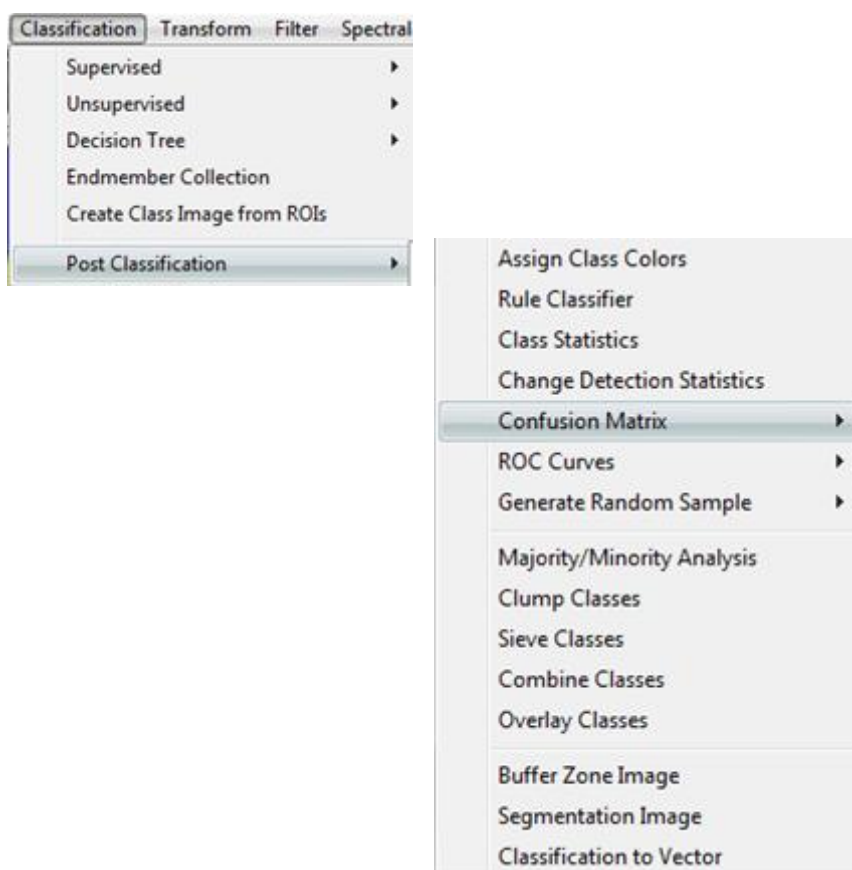 Classification Transform Filter Spectral
Supervised
Unsupervised
Decision Tree
Endmember Collection
Create Class Image from ROIs
Post Classification
Assign Class Colors
Rule Classifier
Class Statistics
Change Detection Statistics
Confusion Matrix
ROC Curves
Generate Random Sample
Majority/Minority Analysis
Clump Classes
Sieve Classes
Combine Classes
Overlay Classes
Buffer Zone Image
Segmentation Image
Classification to Vector